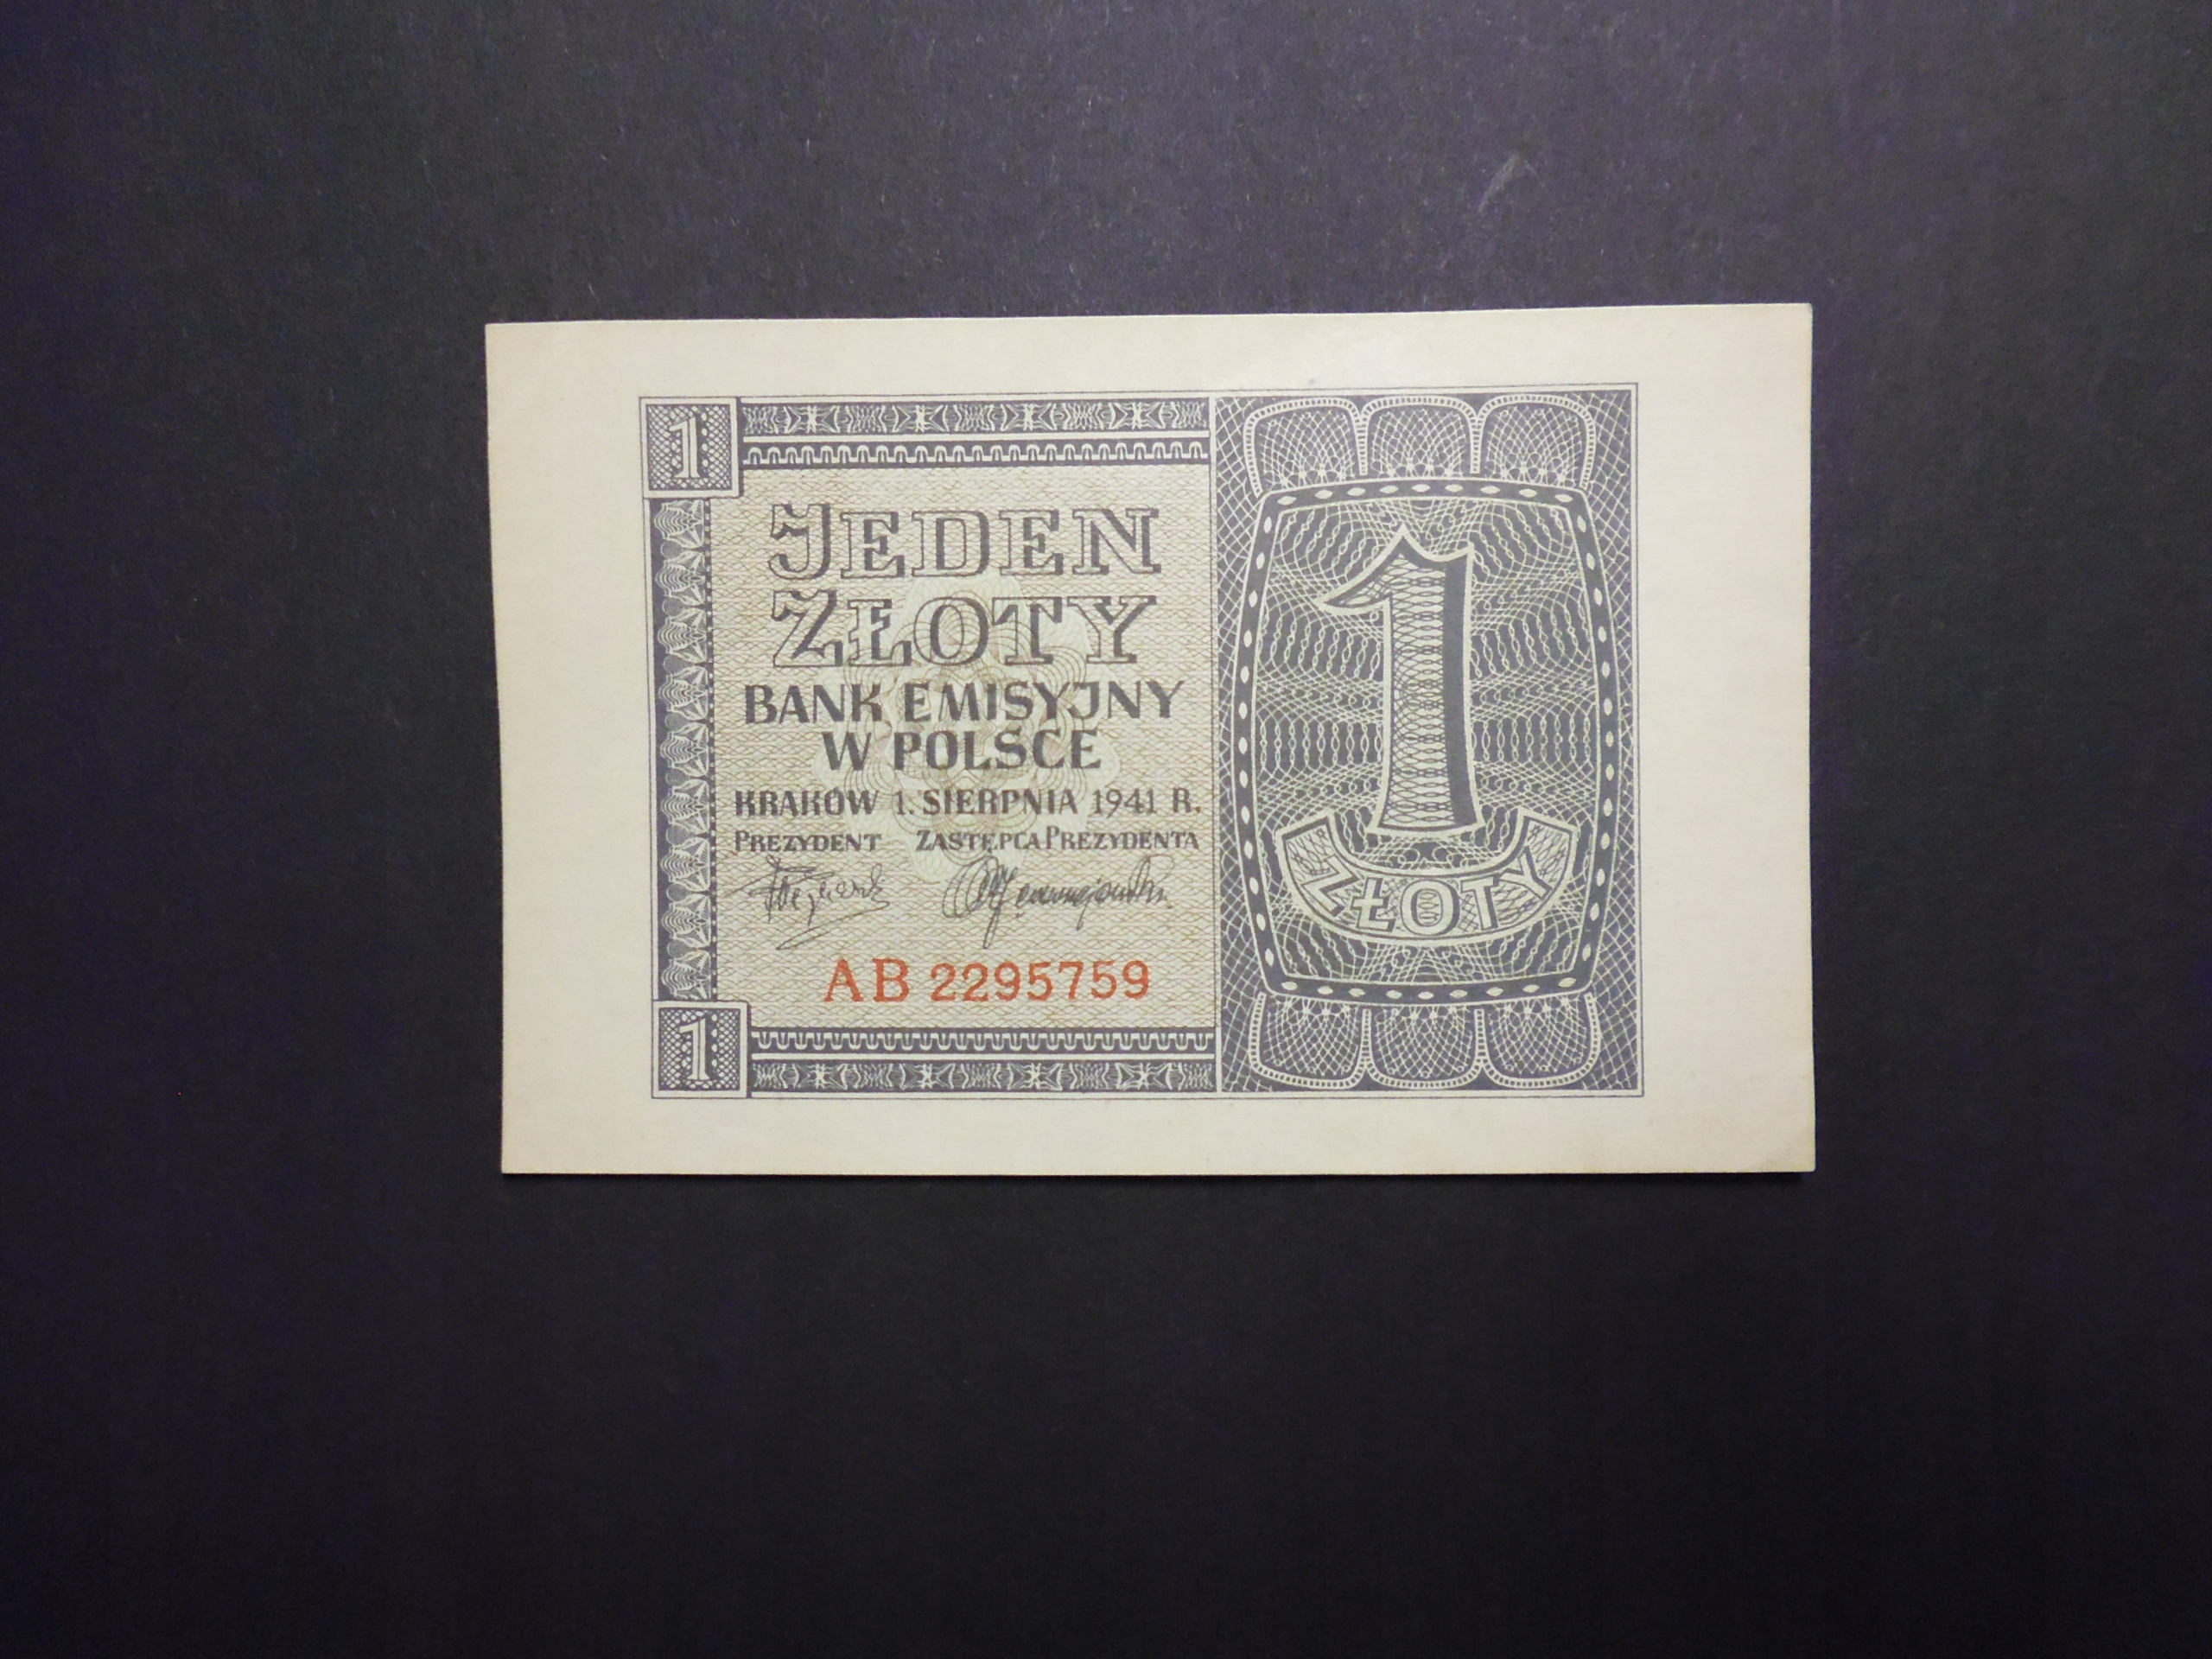 1
JEDEN
ZŁOTY
BANK EMISYJNY
W POLSCE
KRAKÓW 1. SIERPNIA 1941 R.
PREZYDENT ZASTĘPCA PREZYDENTA
AB 2295759
1
1
ZŁOTY